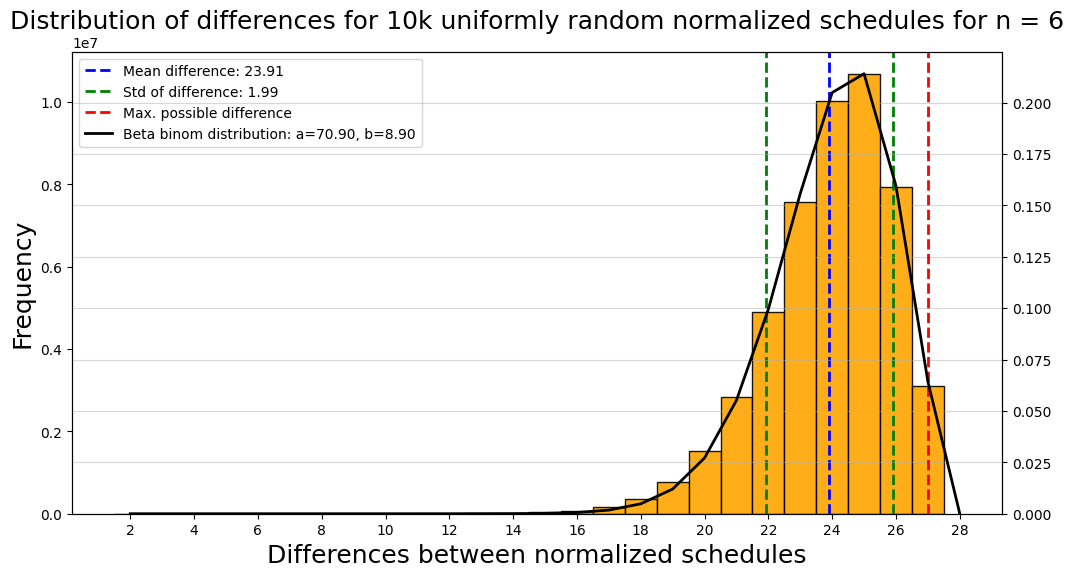 Distribution of differences for 10k uniformly random normalized schedules for n = 6
1e7
Mean difference: 23.91
Std of difference: 1.99
Max. possible difference
Beta binom distribution: a=70.90, b=8.90
Frequency
1.0
0.8
0.6
0.4
0.2
0.0
0.200
0.175
0.150
0.125
0.100
0.075
0.050
0.025
0.000
2 4 6 8 10 12 14 16 18 20 22 24 26 28
Differences between normalized schedules